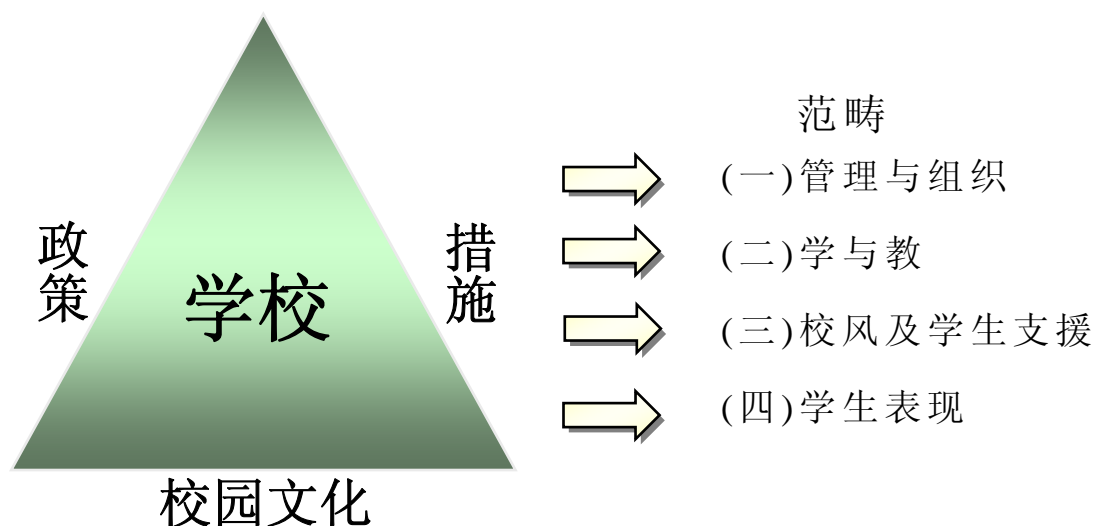 范畴
(一)管理与组织
政策
措施
(二)学与教
学校
(三)校风及学生支援
(四)学生表现
校园文化